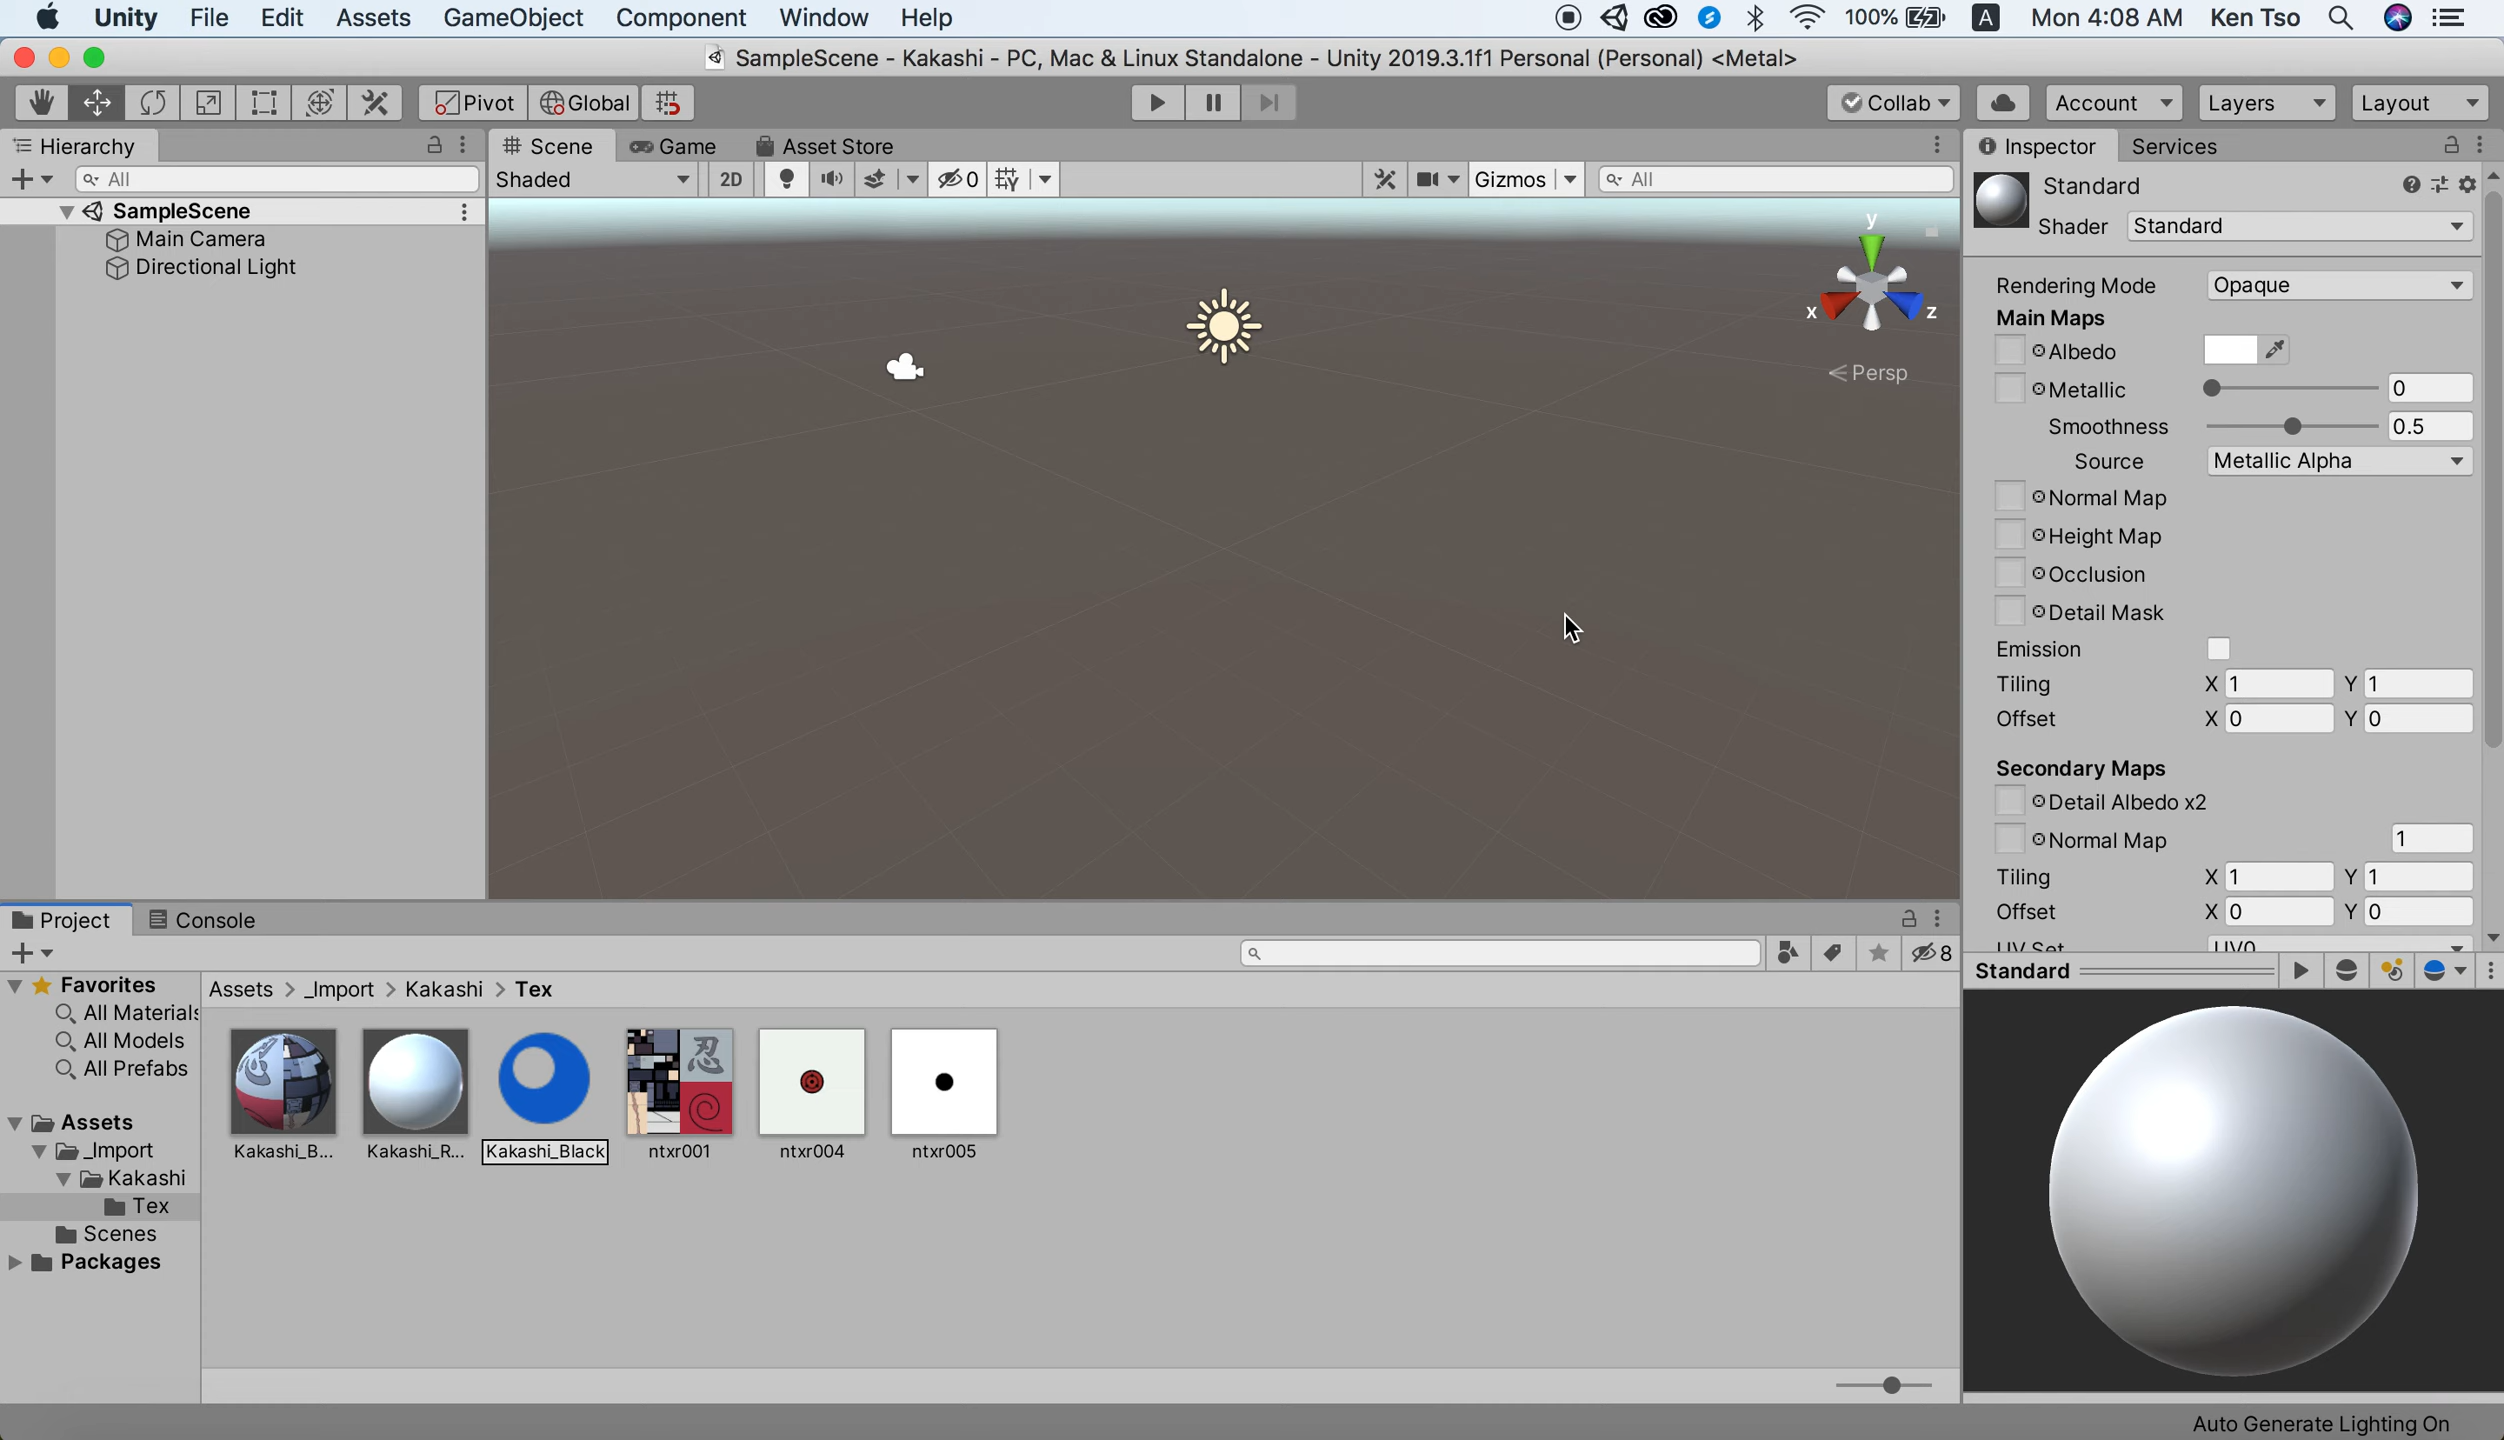 Unity File Edit Assets GameObject Component Window Help 100% A Mon 4:08 AM Ken Tso
SampleScene - Kakashi - PC, Mac & Linux Standalone - Unity 2019.3.1f1 Personal (Personal) <Metal>
Pivot Global Collab Account Layers Layout
Hierarchy
All
SampleScene
Main Camera
Directional Light
Scene Game Asset Store
Shaded 2D 0 Gizmos All
y
x z
Persp
Inspector Services
Standard
Shader Standard
Rendering Mode Opaque
Main Maps
Albedo
Metallic 0
Smoothness 0.5
Source Metallic Alpha
Normal Map
Height Map
Occlusion
Detail Mask
Emission
Tiling X 1 Y 1
Offset X 0 Y 0
Secondary Maps
Detail Albedo x2
Normal Map 1
Tiling X 1 Y 1
Offset X 0 Y 0
UV Set UV0
Standard
Project Console
8
Favorites
All Materials
All Models
All Prefabs
Assets
_Import
Kakashi
Tex
Scenes
Packages
Assets > _Import > Kakashi > Tex
忍
Kakashi_B... Kakashi_R... Kakashi_Black ntxr001 ntxr004 ntxr005
Auto Generate Lighting On